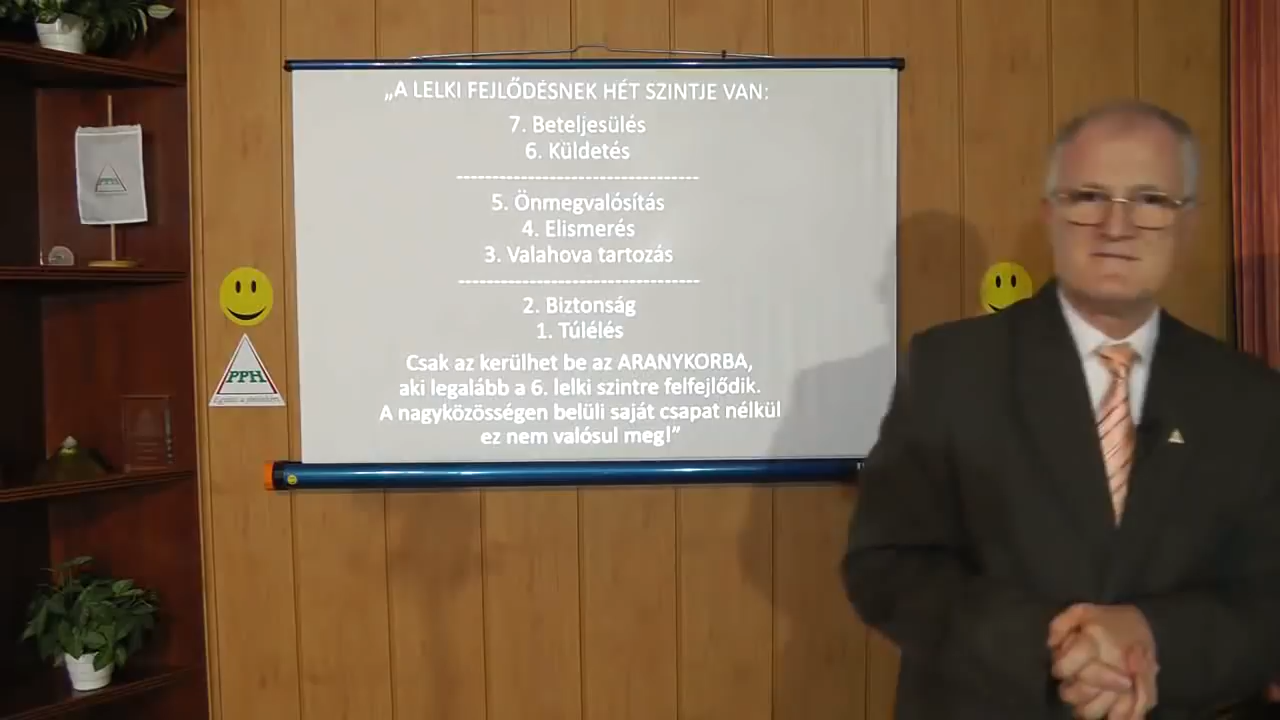 „A LELKI FEJLŐDÉSNEK HÉT SZINTJE VAN:
7. Beteljesülés
6. Küldetés
--------------------------------
5. Önmegvalósítás
4. Elismerés
3. Valahova tartozás
--------------------------------
2. Biztonság
1. Túlélés
Csak az kerülhet be az ARANYKORBA,
aki legalább a 6. lelki szintre felfejlődik.
A nagyközösségen belüli saját csapat nélkül
ez nem valósul meg!”
PPH
PPH